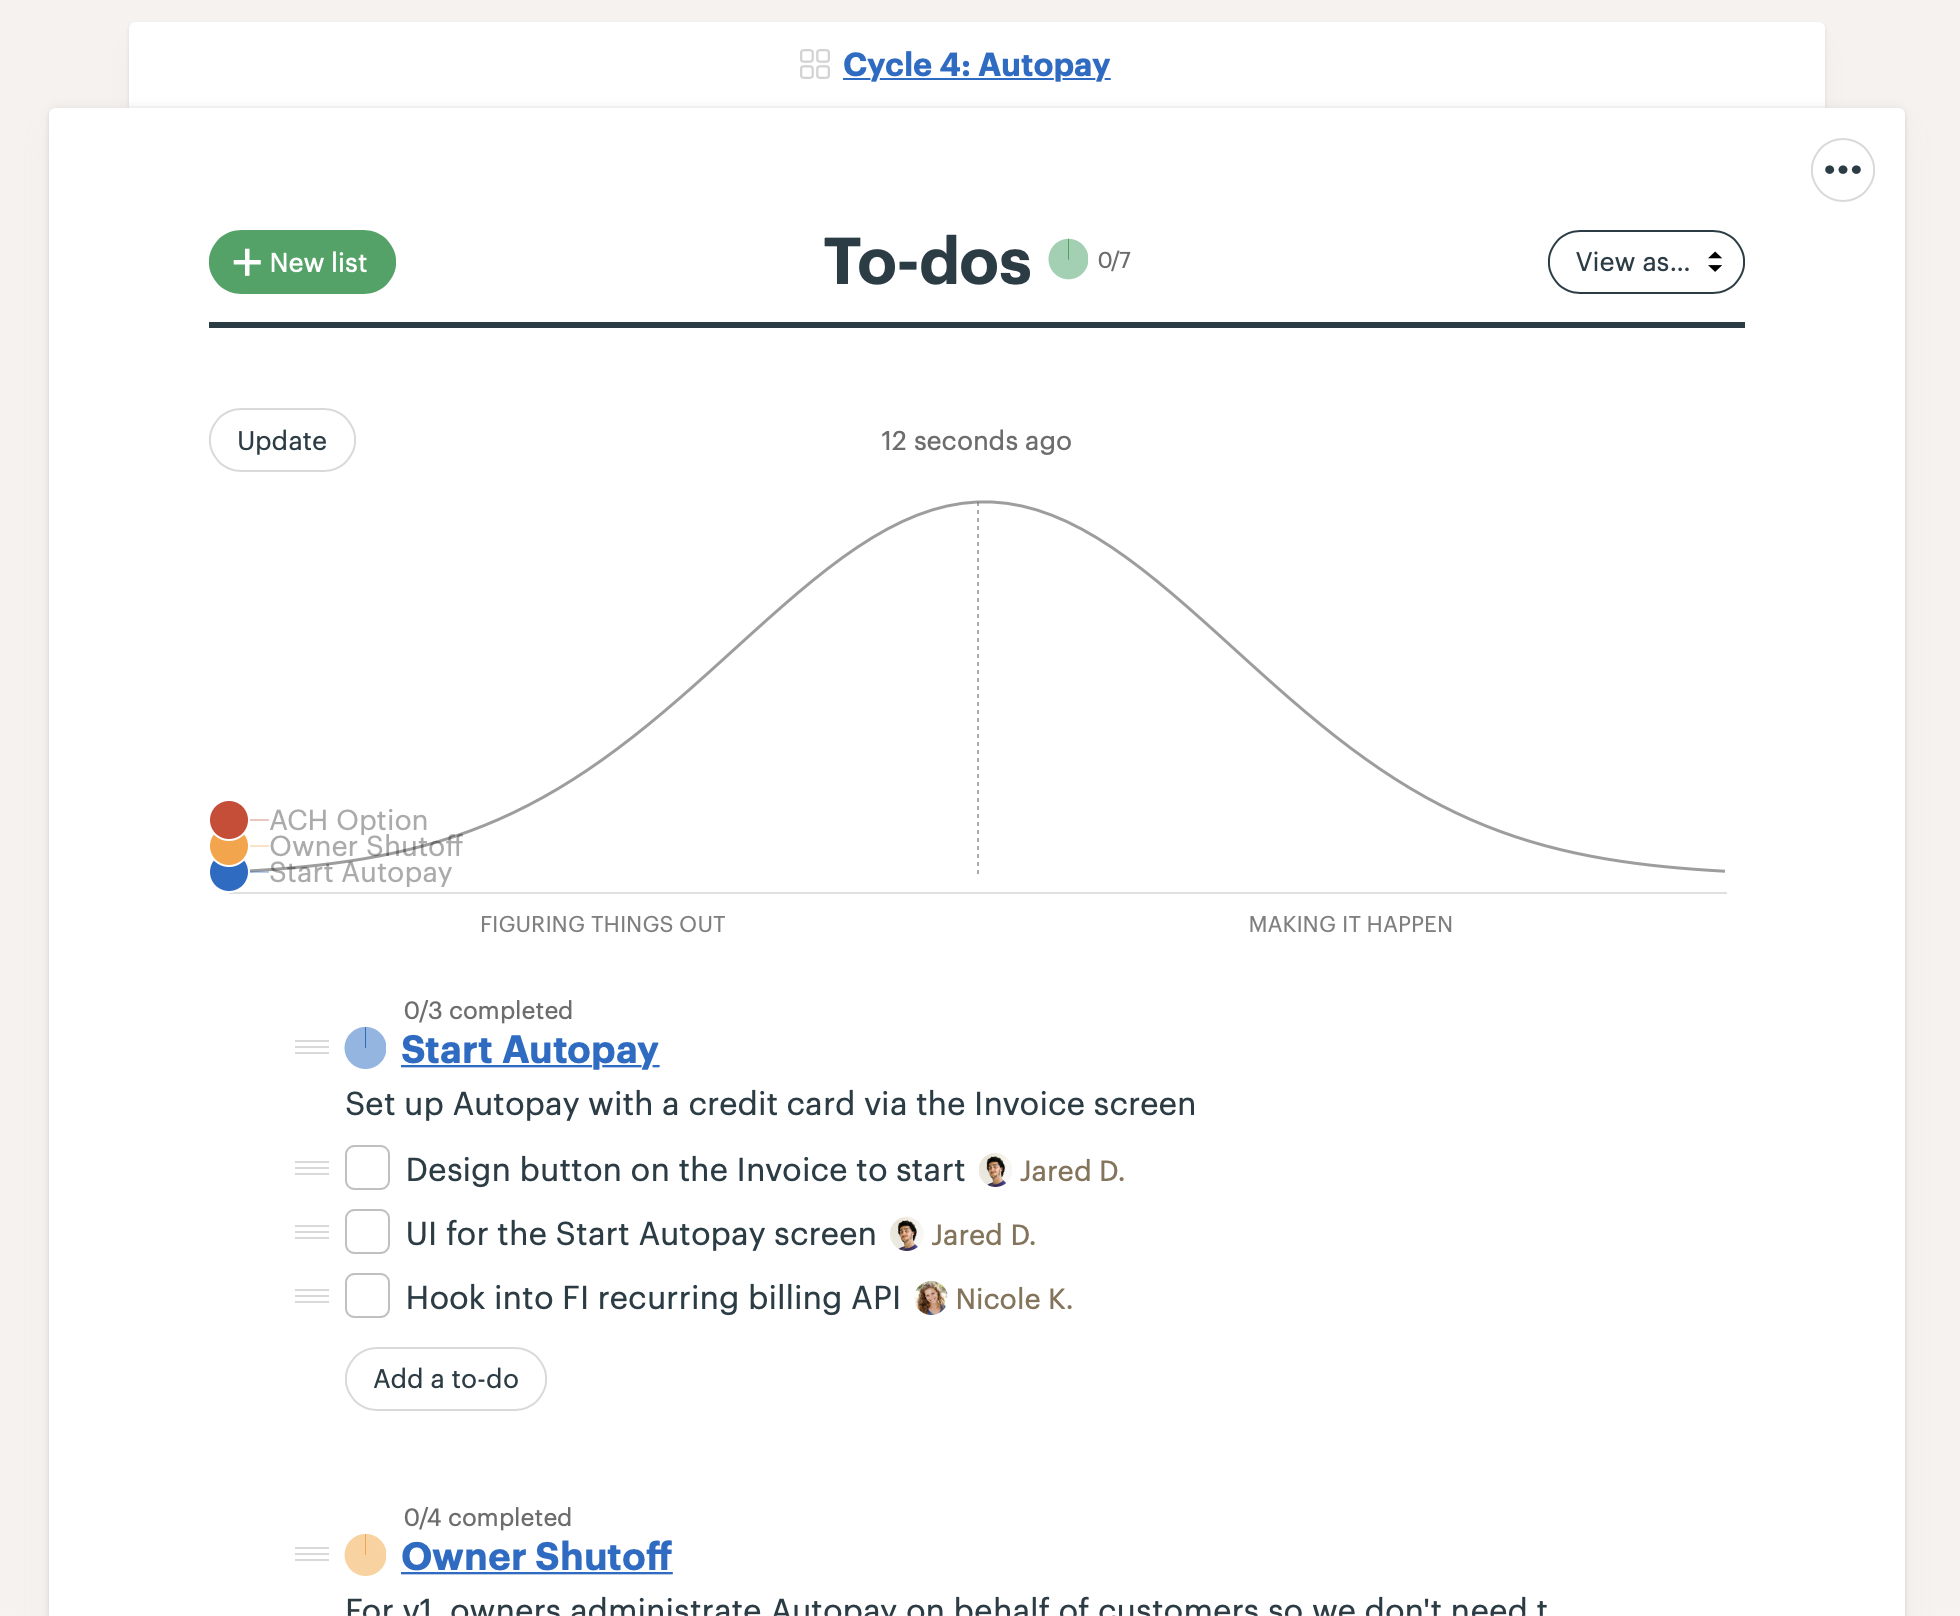 Cycle 4: Autopay
New list
To-dos 0/7
View as...
Update
12 seconds ago
ACH Option
Owner Shutoff
Start Autopay
FIGURING THINGS OUT
MAKING IT HAPPEN
0/3 completed
Start Autopay
Set up Autopay with a credit card via the Invoice screen
Design button on the Invoice to start Jared D.
UI for the Start Autopay screen Jared D.
Hook into FI recurring billing API Nicole K.
Add a to-do
0/4 completed
Owner Shutoff
For v1, owners administrate Autopay on behalf of customers so we don't need t